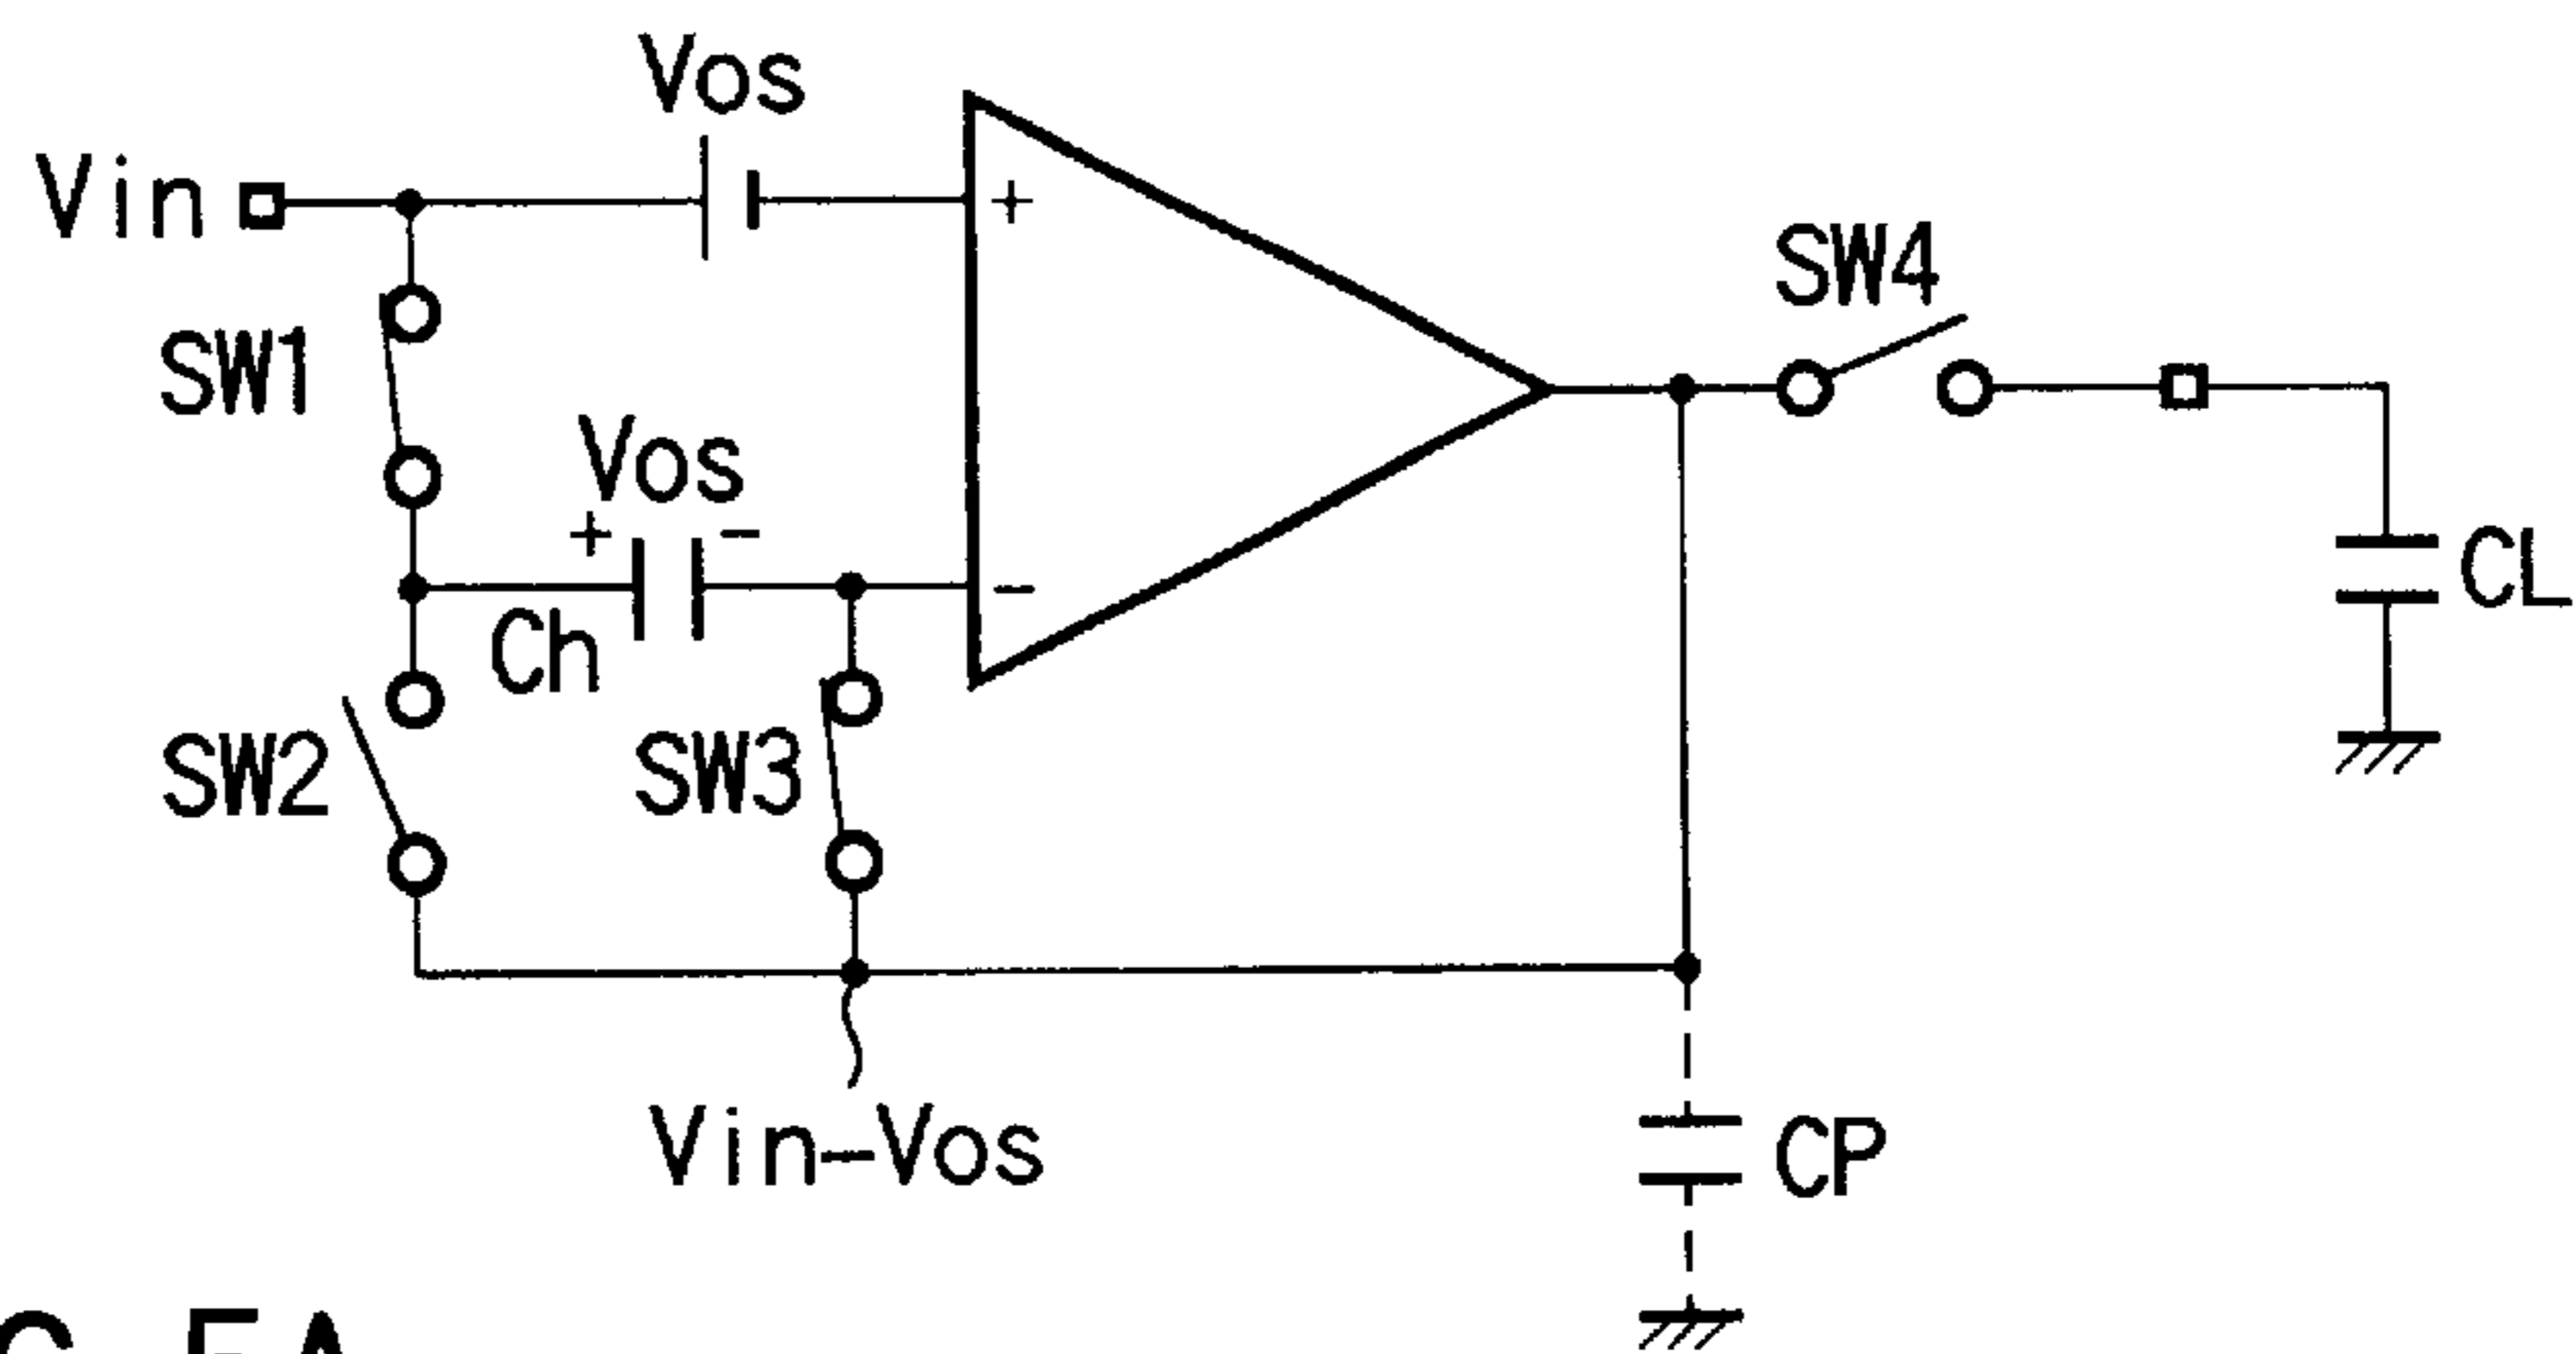 Vos
Vin
+
SW4
SW1
Vos
+ -
-
CL
Ch
SW2
SW3
Vin-Vos
CP